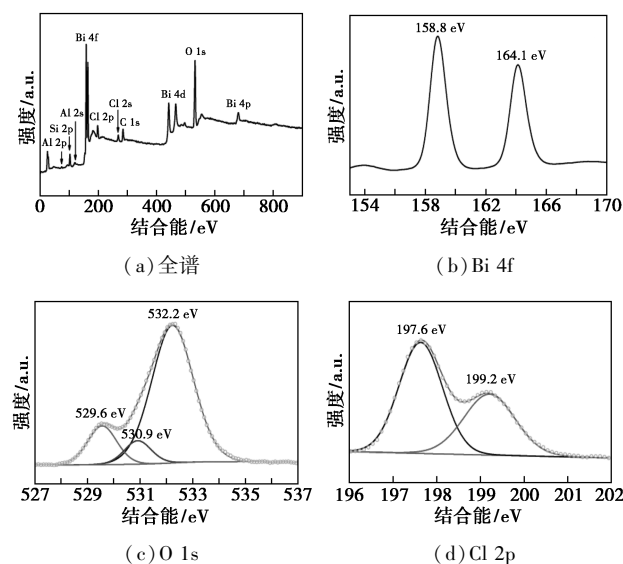 Bi 4f
O 1s
Cl 2s
Al 2s
Cl 2p
C 1s
Bi 4d
Bi 4p
Si 2p
Al 2p
强度/a.u.
0 200 400 600 800
结合能/eV
(a)全谱
158.8 eV
164.1 eV
强度/a.u.
154 158 162 166 170
结合能/eV
(b)Bi 4f
532.2 eV
529.6 eV
530.9 eV
强度/a.u.
527 529 531 533 535 537
结合能/eV
(c)O 1s
197.6 eV
199.2 eV
强度/a.u.
196 197 198 199 200 201 202
结合能/eV
(d)Cl 2p